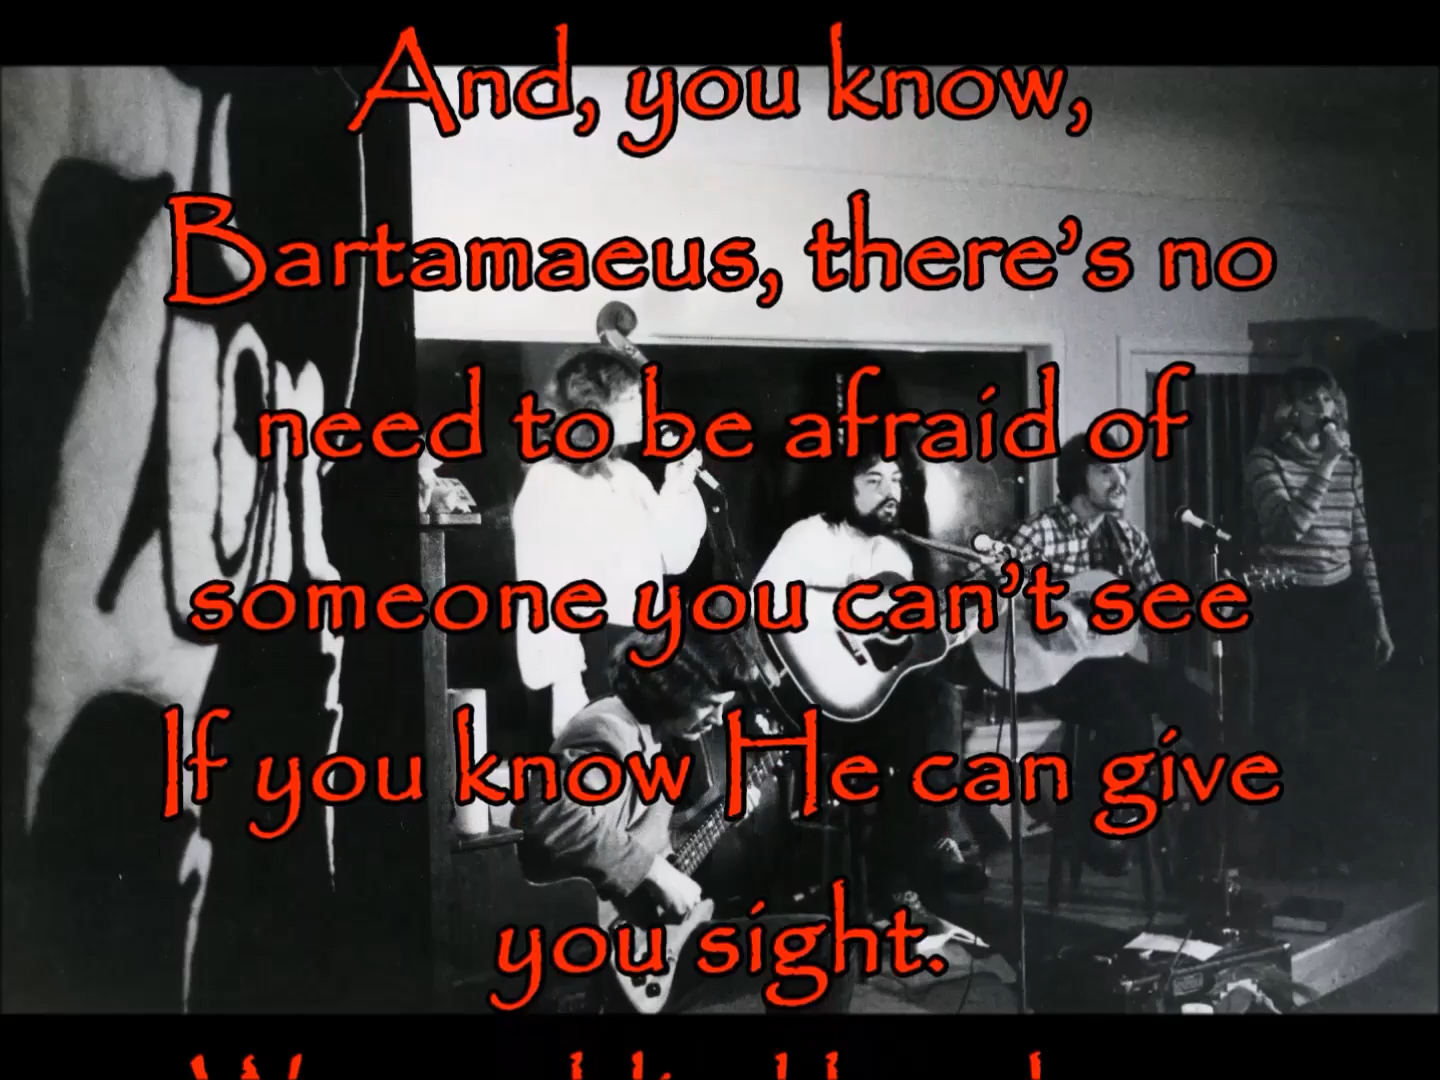 And, you know,
Bartamaeus, there's no
need to be afraid of
someone you can't see
If you know He can give
you sight.